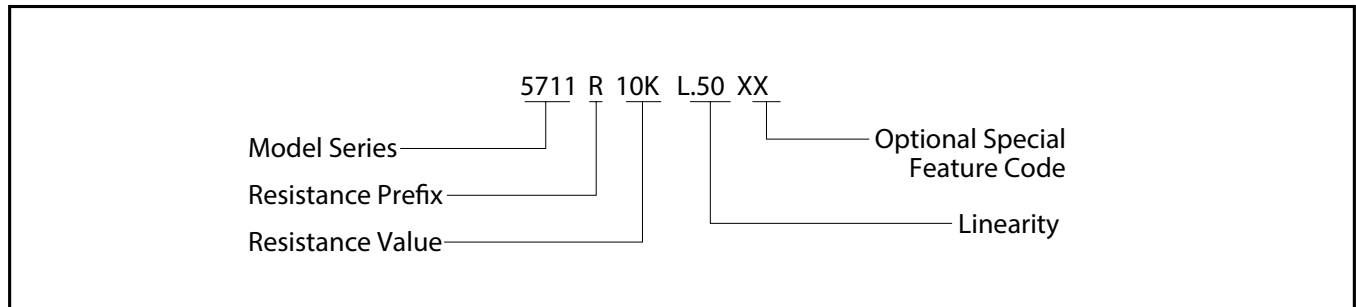 5711 R 10K L.50 XX
Model Series
Resistance Prefix
Resistance Value
Optional Special
Feature Code
Linearity